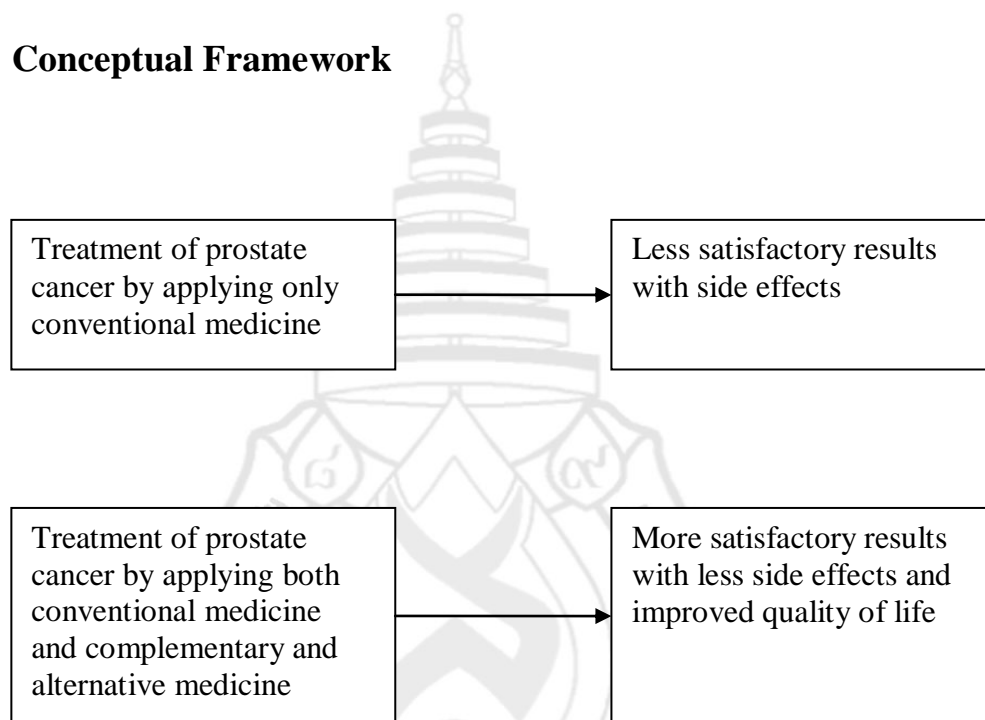 Conceptual Framework
Treatment of prostate
cancer by applying only
conventional medicine
Less satisfactory results
with side effects
Treatment of prostate
cancer by applying both
conventional medicine
and complementary and
alternative medicine
More satisfactory results
with less side effects and
improved quality of life